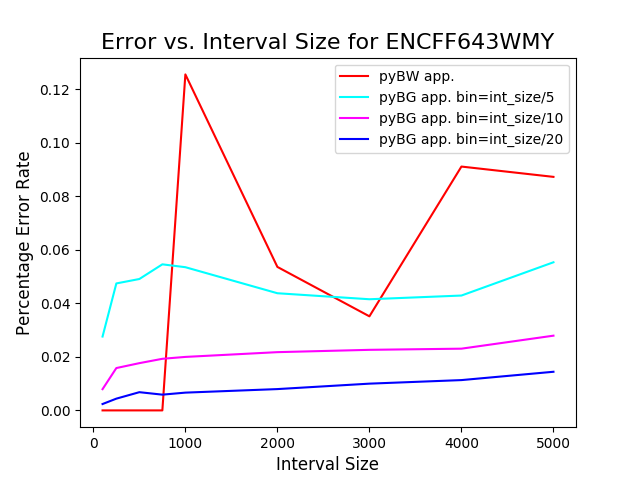 Error vs. Interval Size for ENCFF643WMY
pyBW app.
pyBG app. bin=int_size/5
pyBG app. bin=int_size/10
pyBG app. bin=int_size/20
Percentage Error Rate
0.12
0.10
0.08
0.06
0.04
0.02
0.00
0 1000 2000 3000 4000 5000
Interval Size